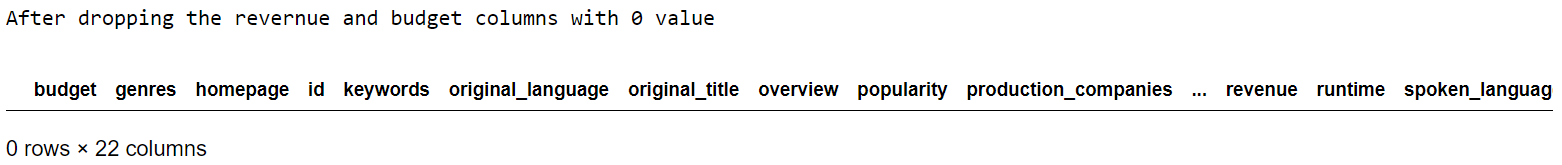 After dropping the revernue and budget columns with 0 value
budget genres homepage id keywords original_language original_title overview popularity production_companies ... revenue runtime spoken_languag
0 rows × 22 columns